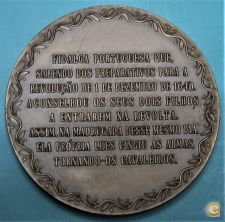 FIDALGA PORTUGUESA QUE,
SABENDO DOS PREPARATIVOS PARA A
REVOLUÇÃO DE 1 DE DEZEMBRO DE 1640,
ACONSELHOU OS SEUS DOIS FILHOS
A ENTRAREM NA REVOLTA.
ASSIM, NA MADRUGADA DESSE MESMO DIA,
ELA PRÓPRIA LHES CINGIU AS ARMAS,
TORNANDO-OS CAVALEIROS.